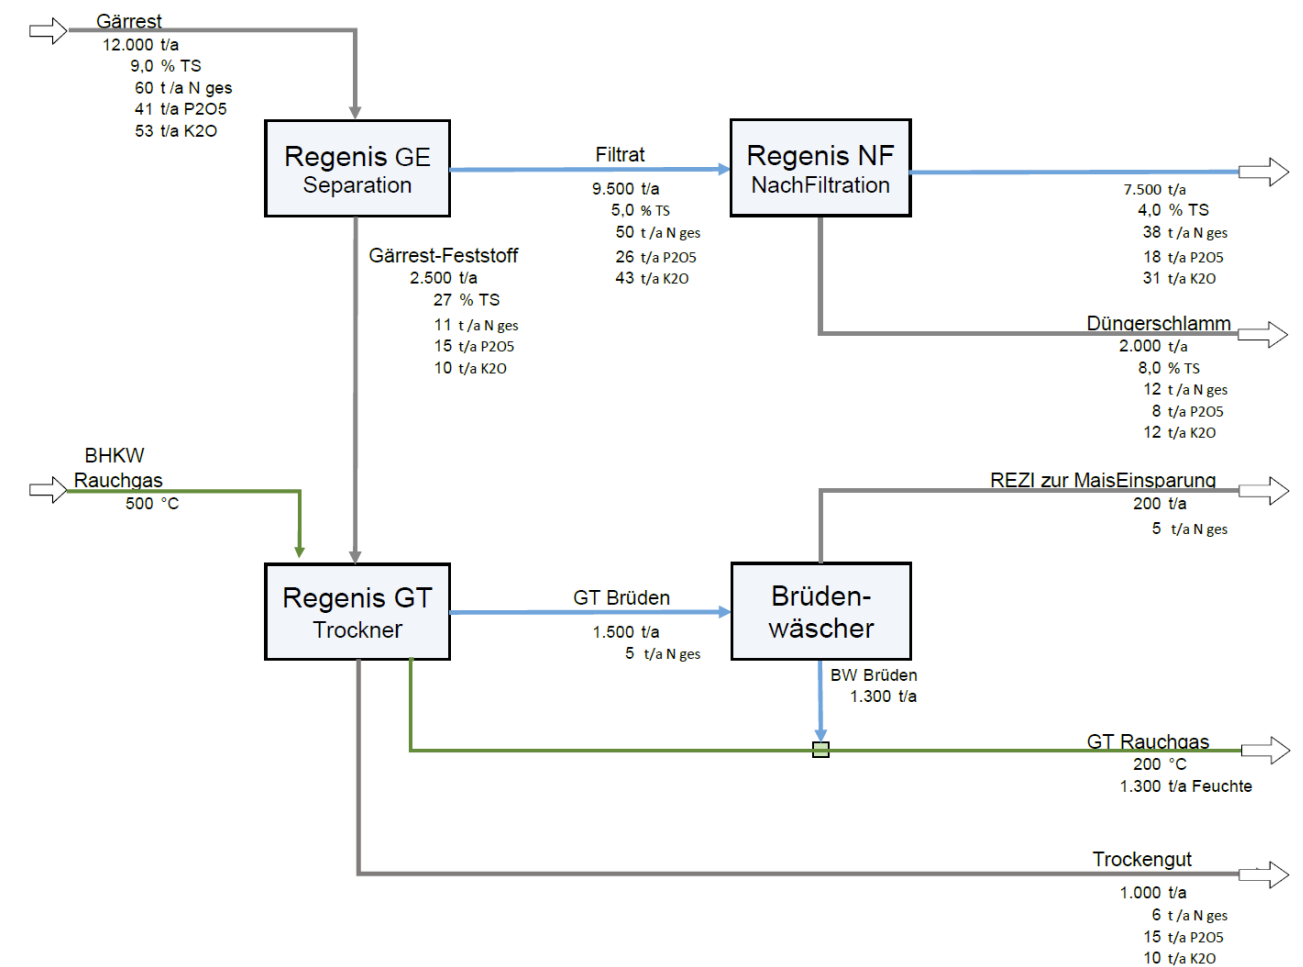 Gärrest
12.000 t/a
9,0 % TS
60 t /a N ges
41 t/a P2O5
53 t/a K2O
Regenis GE
Separation
Filtrat
9.500 t/a
5,0 % TS
50 t /a N ges
26 t/a P2O5
43 t/a K2O
Regenis NF
NachFiltration
7.500 t/a
4,0 % TS
38 t /a N ges
18 t/a P2O5
31 t/a K2O
Gärrest-Feststoff
2.500 t/a
27 % TS
11 t /a N ges
15 t/a P2O5
10 t/a K2O
Düngerschlamm
2.000 t/a
8,0 % TS
12 t /a N ges
8 t/a P2O5
12 t/a K2O
BHKW
Rauchgas
500 °C
REZI zur MaisEinsparung
200 t/a
5 t/a N ges
Regenis GT
Trockner
GT Brüden
1.500 t/a
5 t/a N ges
Brüden-
wäscher
BW Brüden
1.300 t/a
GT Rauchgas
200 °C
1.300 t/a Feuchte
Trockengut
1.000 t/a
6 t /a N ges
15 t/a P2O5
10 t/a K2O